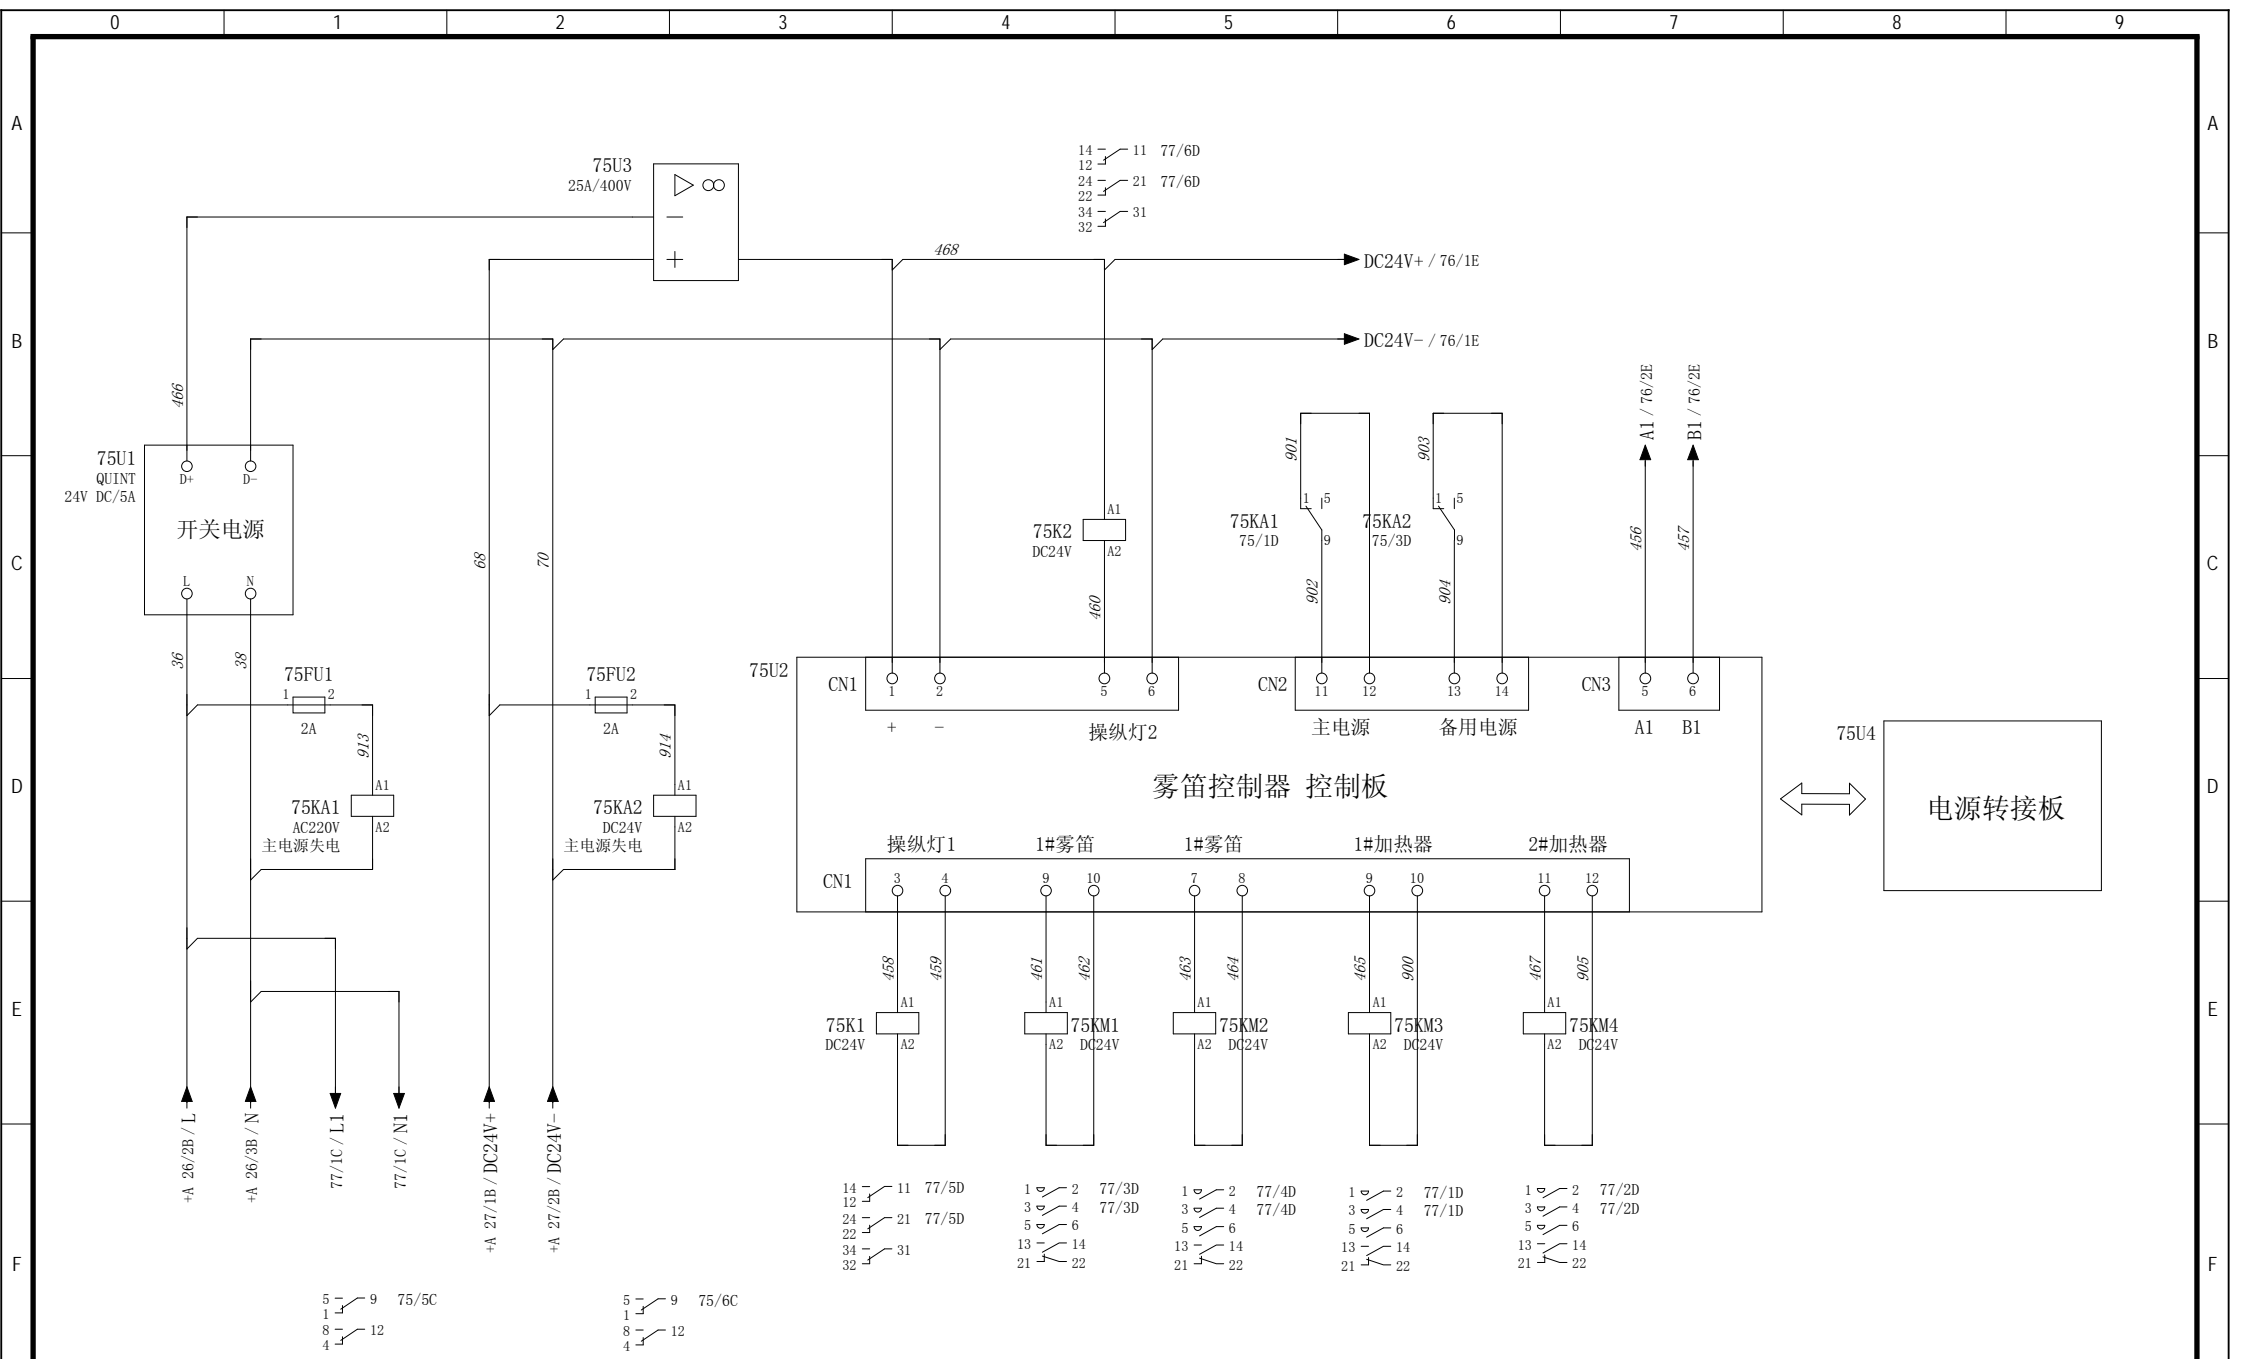 0 1 2 3 4 5 6 7 8 9
A A
14 11 77/6D
12
24 21 77/6D
22
34 31
32
75U3
25A/400V
468
DC24V+ / 76/1E
B B
DC24V- / 76/1E
466
A1 / 76/2E
B1 / 76/2E
75U1
QUINT
24V DC/5A
D+ D-
开关电源
L N
36 38
68 70
C C
75K2
DC24V
A1
A2
460
901
1 5
75KA1
75/1D
9
902
903
1 5
75KA2
75/3D
9
904
456 457
75FU1
1 2
2A
913
75KA1
AC220V
主电源失电
A1
A2
75FU2
1 2
2A
914
75KA2
DC24V
主电源失电
A1
A2
D D
75U2
CN1 1 2 5 6
+ - 操纵灯2
CN2 11 12 13 14
主电源 备用电源
CN3 5 6
A1 B1
雾笛控制器 控制板
75U4
电源转接板
操纵灯1 1#雾笛 1#雾笛 1#加热器 2#加热器
CN1 3 4 9 10 7 8 9 10 11 12
458 459 461 462 463 464 465 900 467 905
E E
75K1
DC24V
A1
A2
75KM1
DC24V
A1
A2
75KM2
DC24V
A1
A2
75KM3
DC24V
A1
A2
75KM4
DC24V
A1
A2
+A 26/2B / L
+A 26/3B / N
77/1C / L1
77/1C / N1
+A 27/1B / DC24V+
+A 27/2B / DC24V-
F F
14 11 77/5D
12
24 21 77/5D
22
34 31
32
1 2 77/3D
3 4 77/3D
5 6
13 14
21 22
1 2 77/4D
3 4 77/4D
5 6
13 14
21 22
1 2 77/1D
3 4 77/1D
5 6
13 14
21 22
1 2 77/2D
3 4 77/2D
5 6
13 14
21 22
5 9 75/5C
1
8 12
4
5 9 75/6C
1
8 12
4